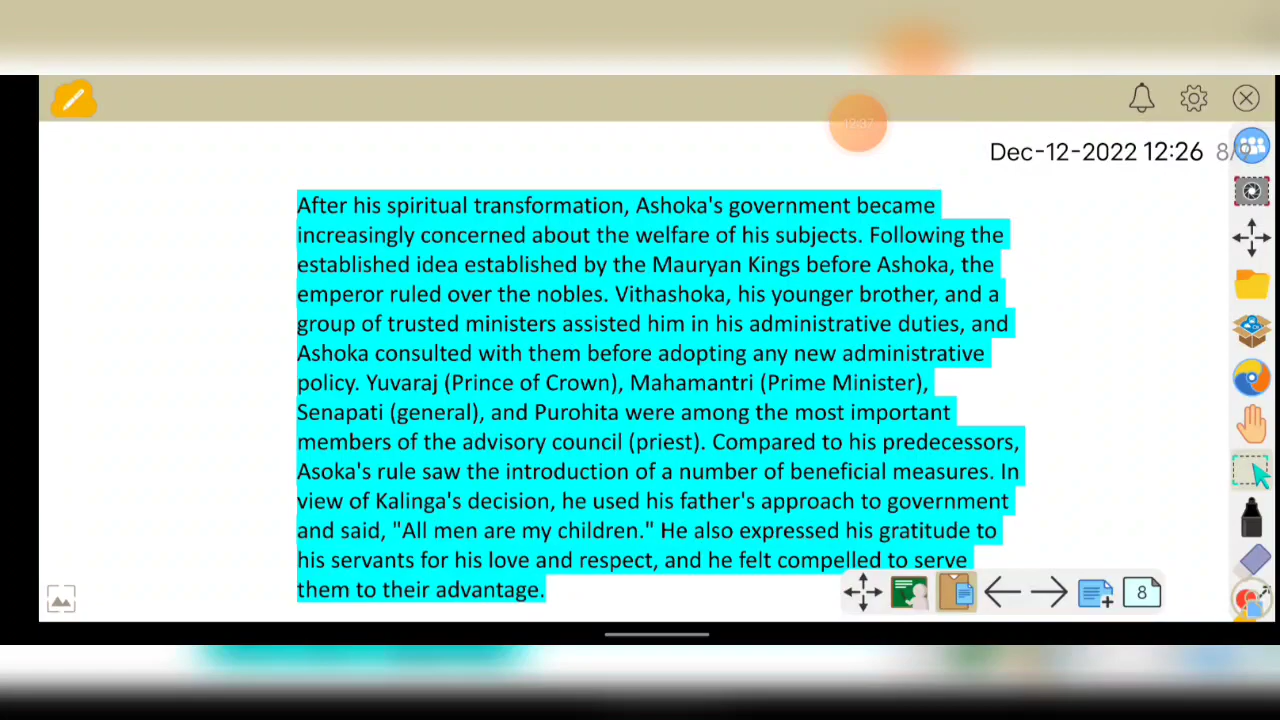 12:37
Dec-12-2022 12:26 8/9
After his spiritual transformation, Ashoka's government became
increasingly concerned about the welfare of his subjects. Following the
established idea established by the Mauryan Kings before Ashoka, the
emperor ruled over the nobles. Vithashoka, his younger brother, and a
group of trusted ministers assisted him in his administrative duties, and
Ashoka consulted with them before adopting any new administrative
policy. Yuvaraj (Prince of Crown), Mahamantri (Prime Minister),
Senapati (general), and Purohita were among the most important
members of the advisory council (priest). Compared to his predecessors,
Asoka's rule saw the introduction of a number of beneficial measures. In
view of Kalinga's decision, he used his father's approach to government
and said, "All men are my children." He also expressed his gratitude to
his servants for his love and respect, and he felt compelled to serve
them to their advantage.
8